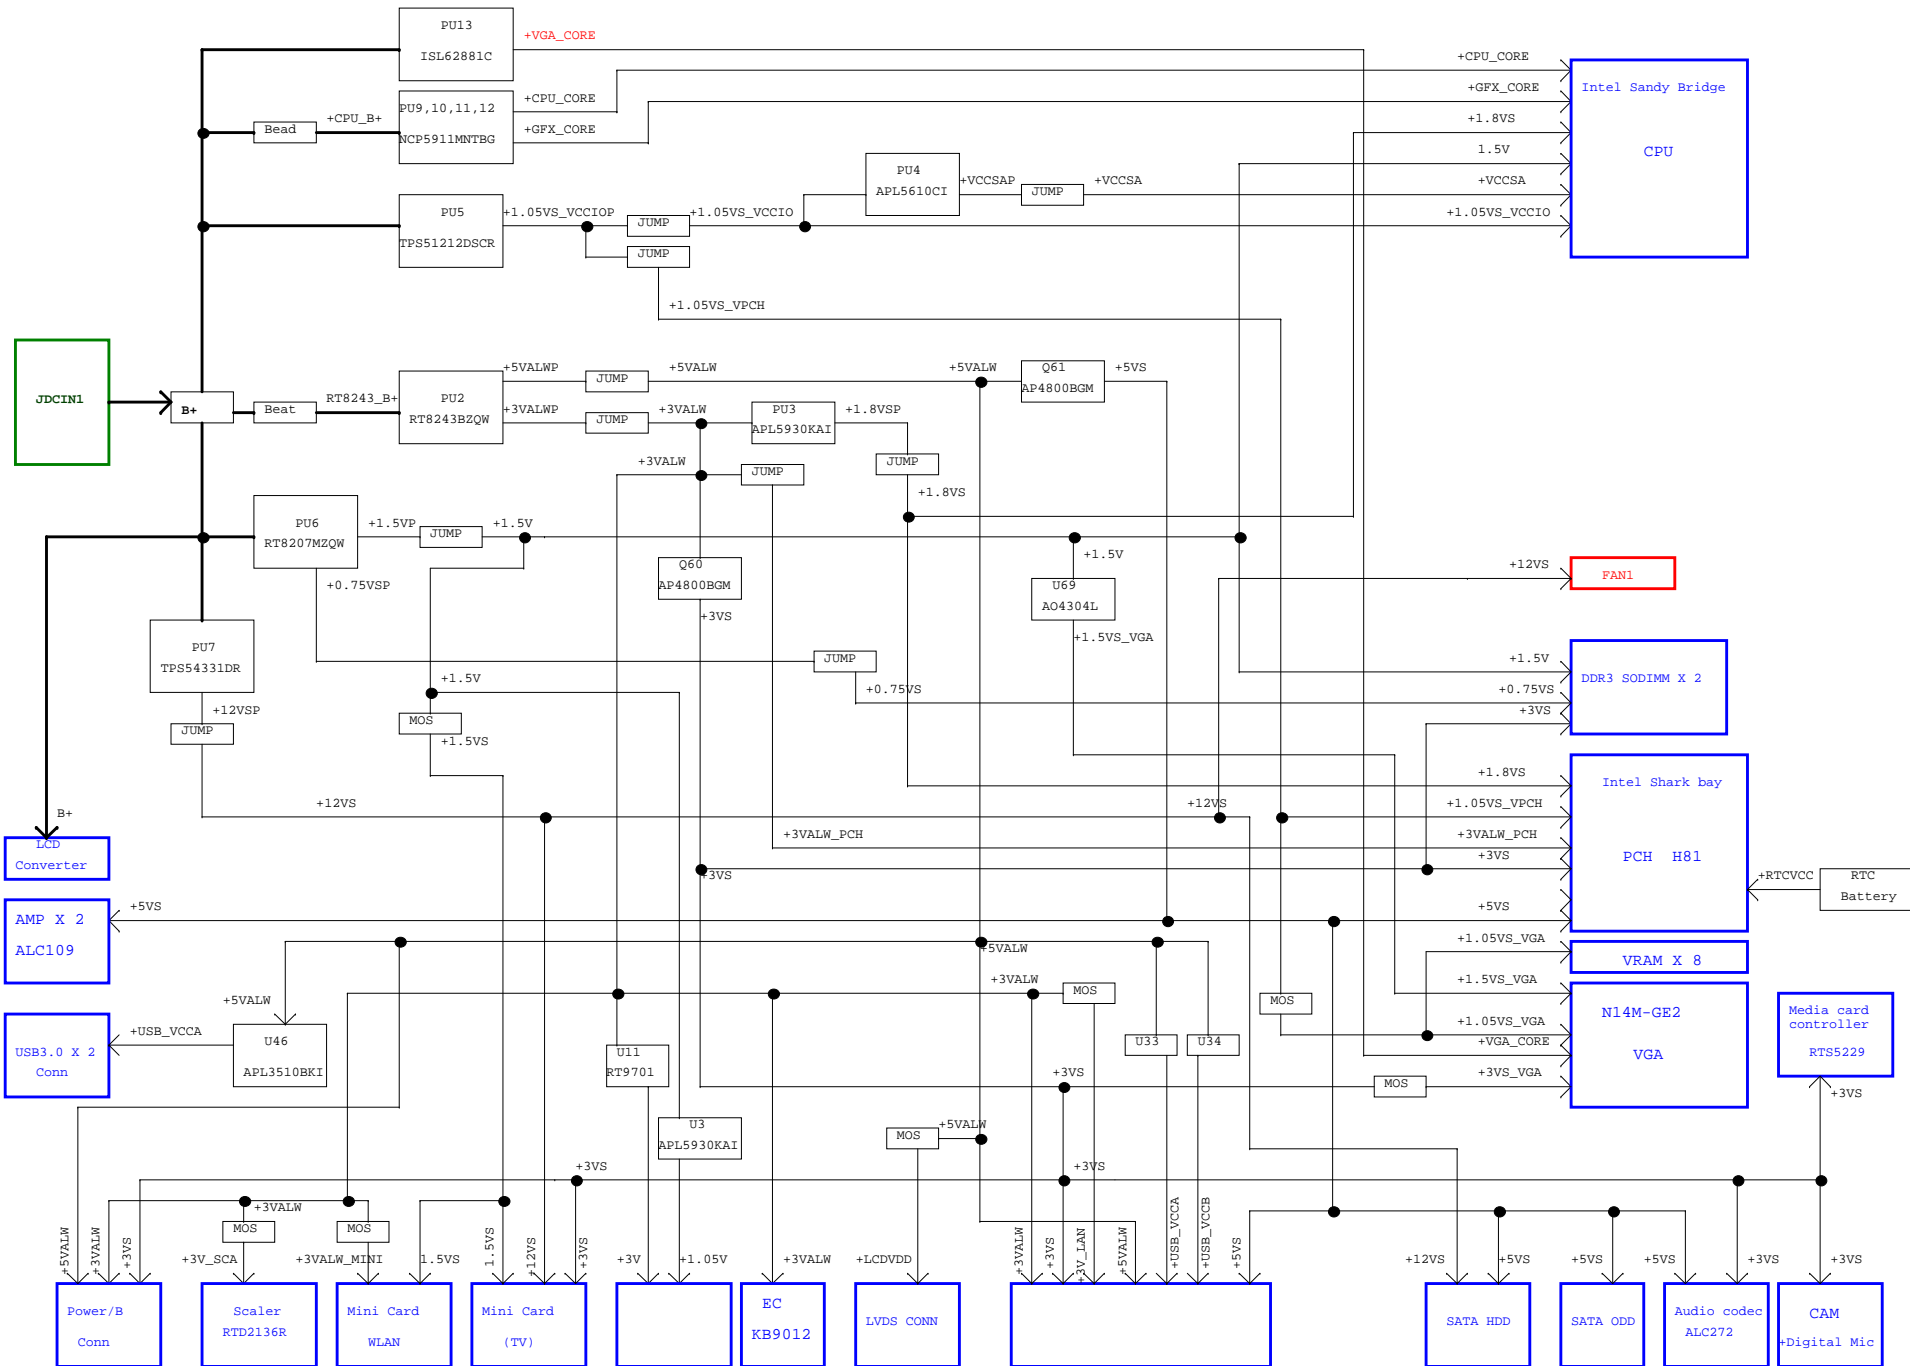 PU13
ISL62881C
+VGA_CORE
+CPU_CORE
Intel Sandy Bridge
CPU
PU9,10,11,12
NCP5911MNTBG
+CPU_CORE
+GFX_CORE
+GFX_CORE
Bead
+CPU_B+
+1.8VS
1.5V
PU4
APL5610CI
+VCCSAP
JUMP
+VCCSA
+VCCSA
PU5
TPS51212DSCR
+1.05VS_VCCIOP
JUMP
+1.05VS_VCCIO
+1.05VS_VCCIO
JUMP
+1.05VS_VPCH
JDCIN1
B+
Beat
RT8243_B+
PU2
RT8243BZQW
+5VALWP
JUMP
+5VALW
+5VALW
Q61
AP4800BGM
+5VS
+3VALWP
JUMP
+3VALW
PU3
APL5930KAI
+1.8VSP
+3VALW
JUMP
JUMP
+1.8VS
PU6
RT8207MZQW
+1.5VP
JUMP
+1.5V
+0.75VSP
Q60
AP4800BGM
+3VS
+1.5V
U69
AO4304L
+1.5VS_VGA
+12VS
FAN1
PU7
TPS54331DR
+12VSP
JUMP
JUMP
+0.75VS
+1.5V
MOS
+1.5VS
+1.5V
+0.75VS
+3VS
DDR3 SODIMM X 2
+12VS
+12VS
B+
LCD
Converter
+3VALW_PCH
+3VS
+1.8VS
+1.05VS_VPCH
+3VALW_PCH
+3VS
+5VS
Intel Shark bay
PCH H81
+RTCVCC
RTC
Battery
AMP X 2
ALC109
+5VS
+5VALW
+1.05VS_VGA
VRAM X 8
+5VALW
+3VALW
MOS
MOS
+1.5VS_VGA
+1.05VS_VGA
+VGA_CORE
+3VS_VGA
N14M-GE2
VGA
Media card
controller
RTS5229
+3VS
USB3.0 X 2
Conn
+USB_VCCA
U46
APL3510BKI
U11
RT9701
U33
U34
+3VS
MOS
U3
APL5930KAI
MOS
+5VALW
+3VS
+3VS
+3VALW
MOS
MOS
+5VALW
+3VALW
+3VS
+3V_SCA
+3VALW_MINI
1.5VS
1.5VS
+12VS
+3VS
+3V
+1.05V
+3VALW
+LCDVDD
+3VALW
+3VS
+3V_LAN
+5VALW
+USB_VCCA
+USB_VCCB
+5VS
+12VS
+5VS
+5VS
+5VS
+3VS
+3VS
Power/B
Conn
Scaler
RTD2136R
Mini Card
WLAN
Mini Card
(TV)
EC
KB9012
LVDS CONN
SATA HDD
SATA ODD
Audio codec
ALC272
CAM
+Digital Mic